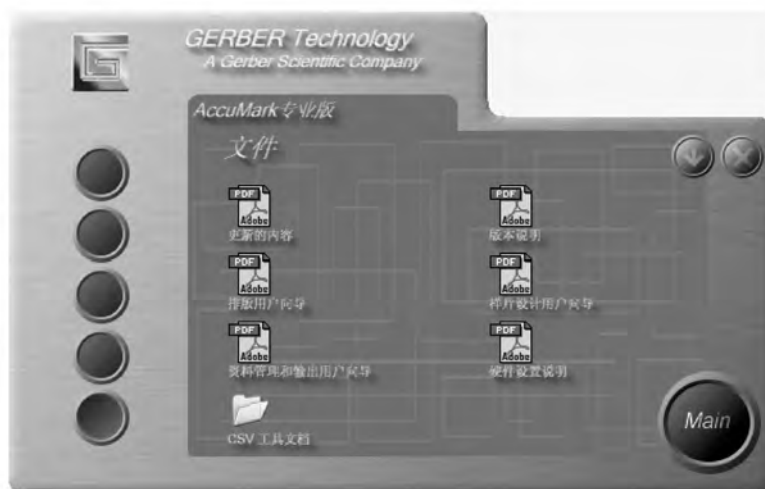 GERBER Technology
A Gerber Scientific Company
AccuMark专业版
文件
PDF
Adobe
更新的内容
PDF
Adobe
版本说明
PDF
Adobe
排版用户向导
PDF
Adobe
样片设计用户向导
PDF
Adobe
资料管理和输出用户向导
PDF
Adobe
硬件设置说明
CSV 工具文档
Main